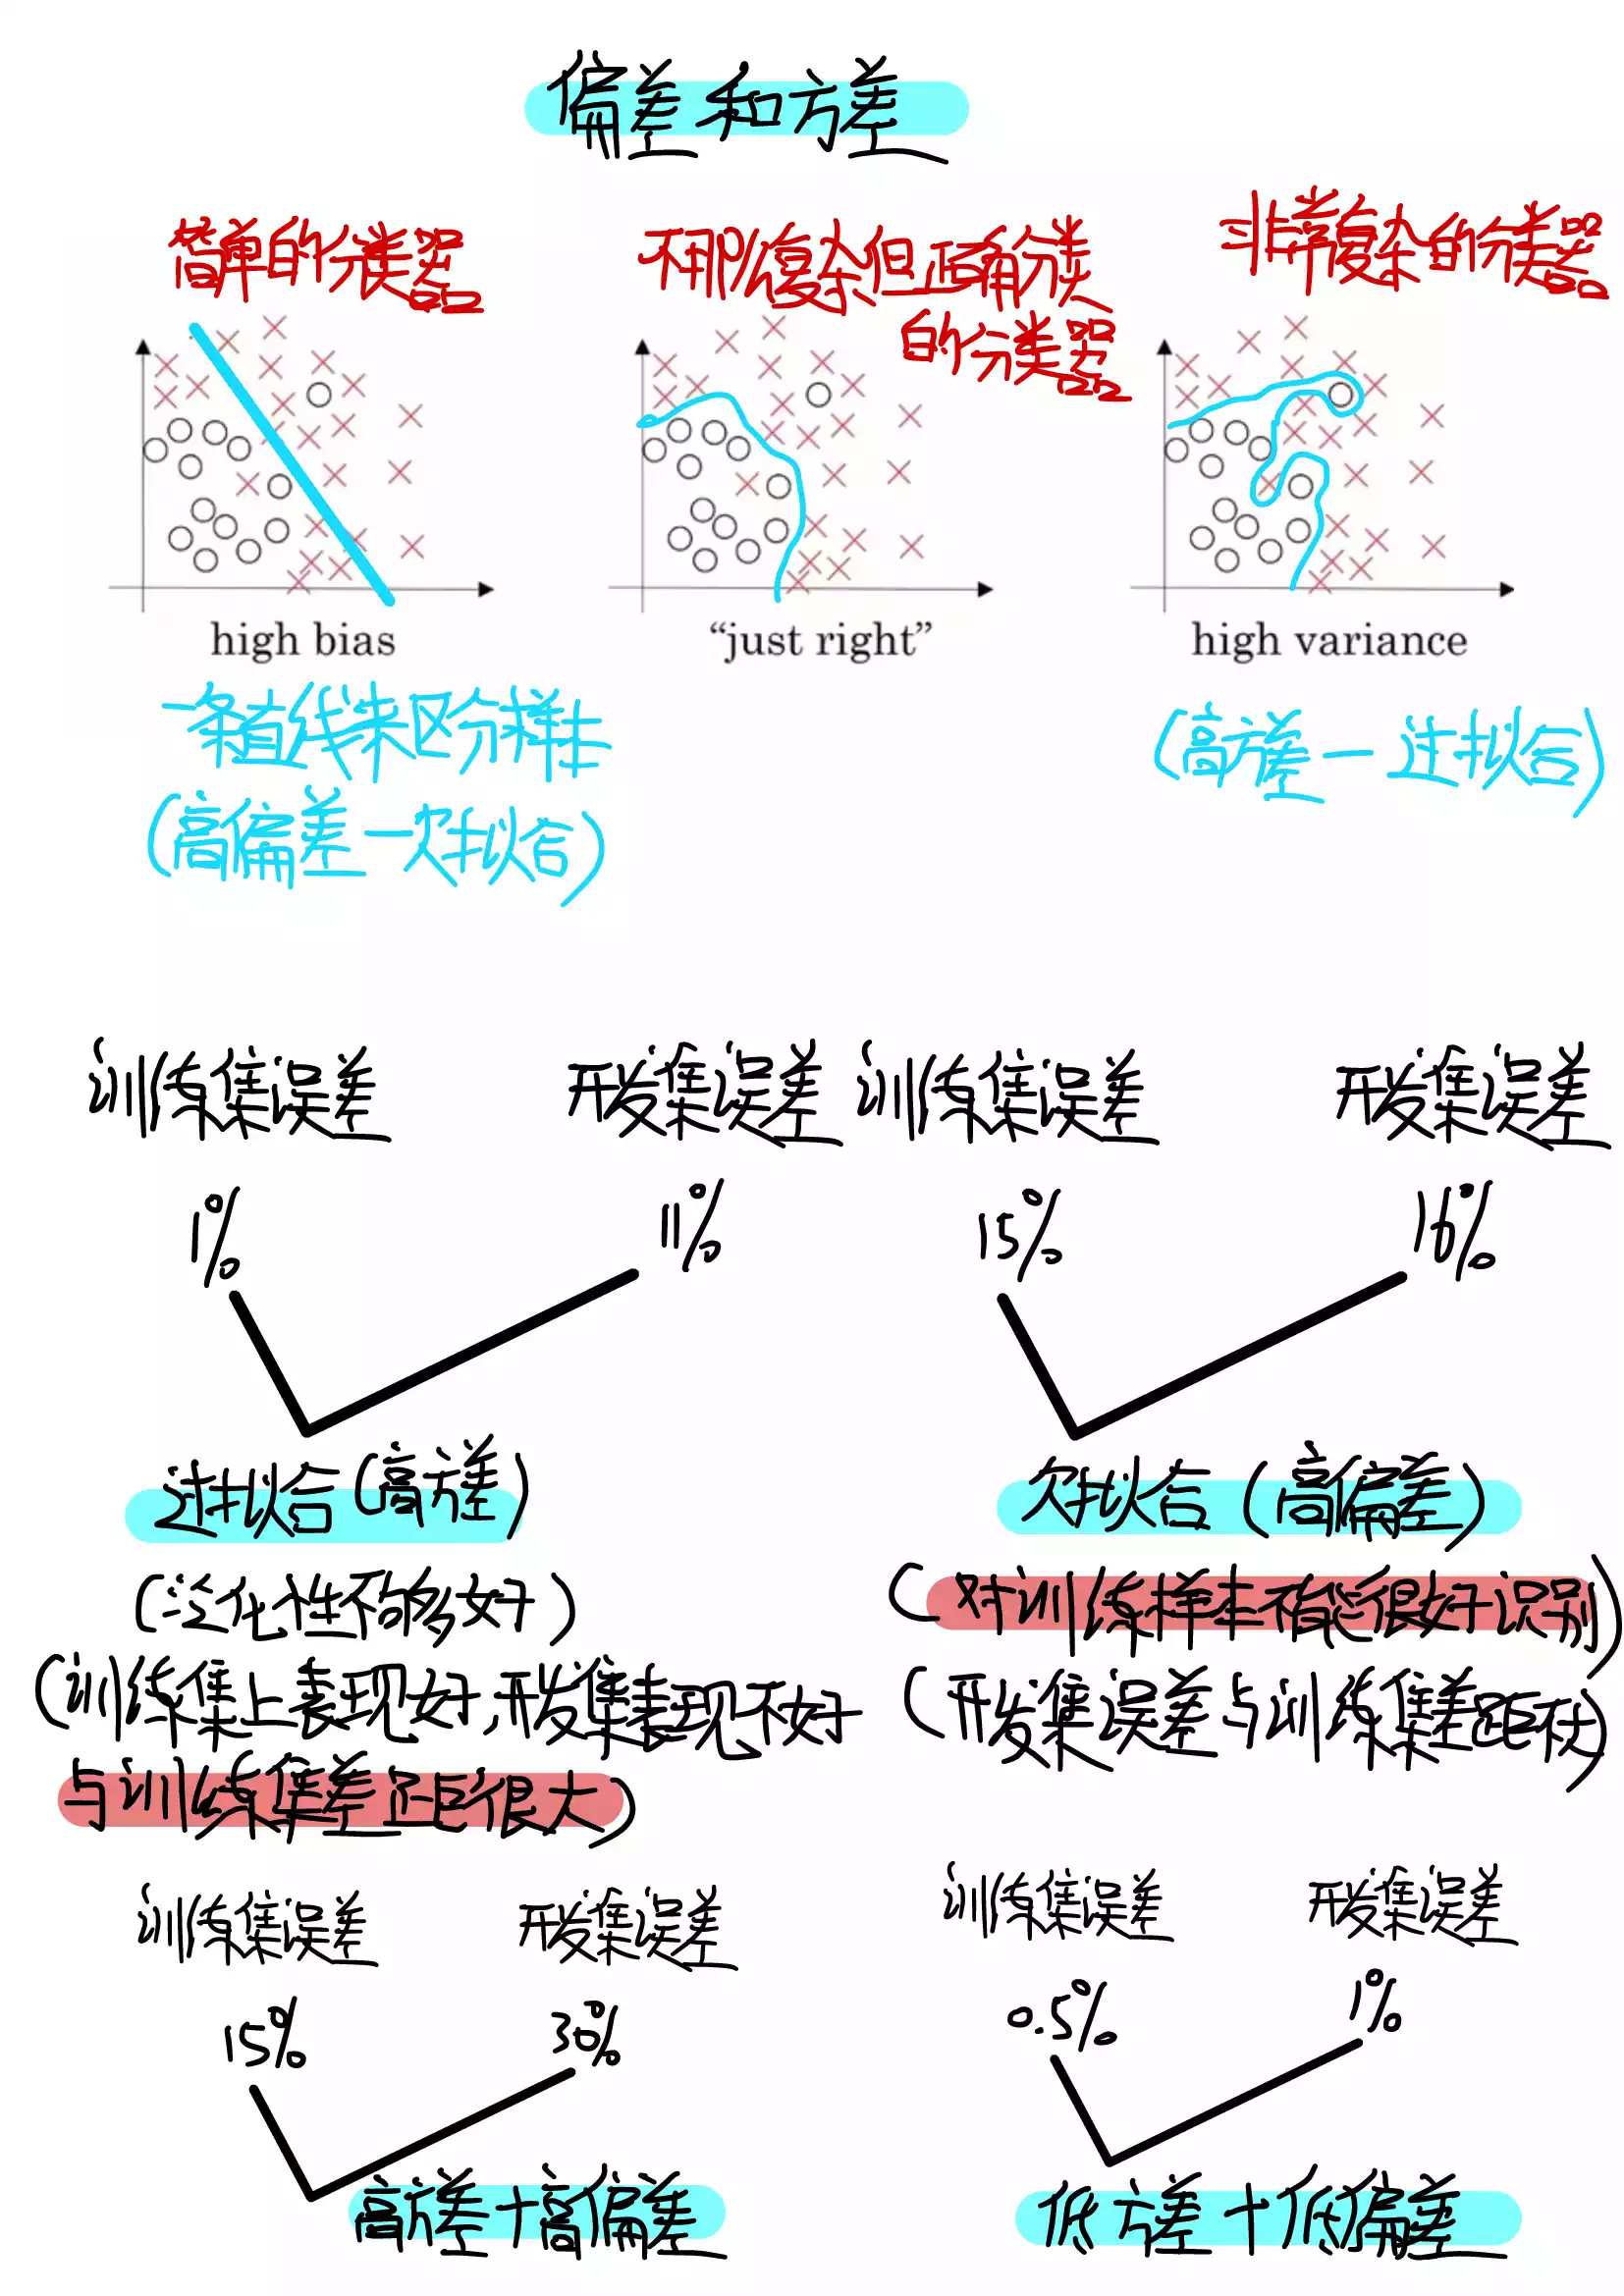 偏差和方差
简单的分类器
不那么复杂但正确分类
的分类器
非常复杂的分类器
high bias
“just right”
high variance
一条直线来区分样本
(高偏差一欠拟合)
(高方差一过拟合)
训练集误差 开发集误差
1% 11%
过拟合(高方差)
(泛化性不够好)
(训练集上表现好,开发集表现不好
与训练集差距很大)
训练集误差 开发集误差
15% 16%
欠拟合(高偏差)
(对训练样本不能很好识别)
(开发集误差与训练集差距不大)
训练集误差 开发集误差
15% 30%
高方差+高偏差
训练集误差 开发集误差
0.5% 1%
低方差+低偏差